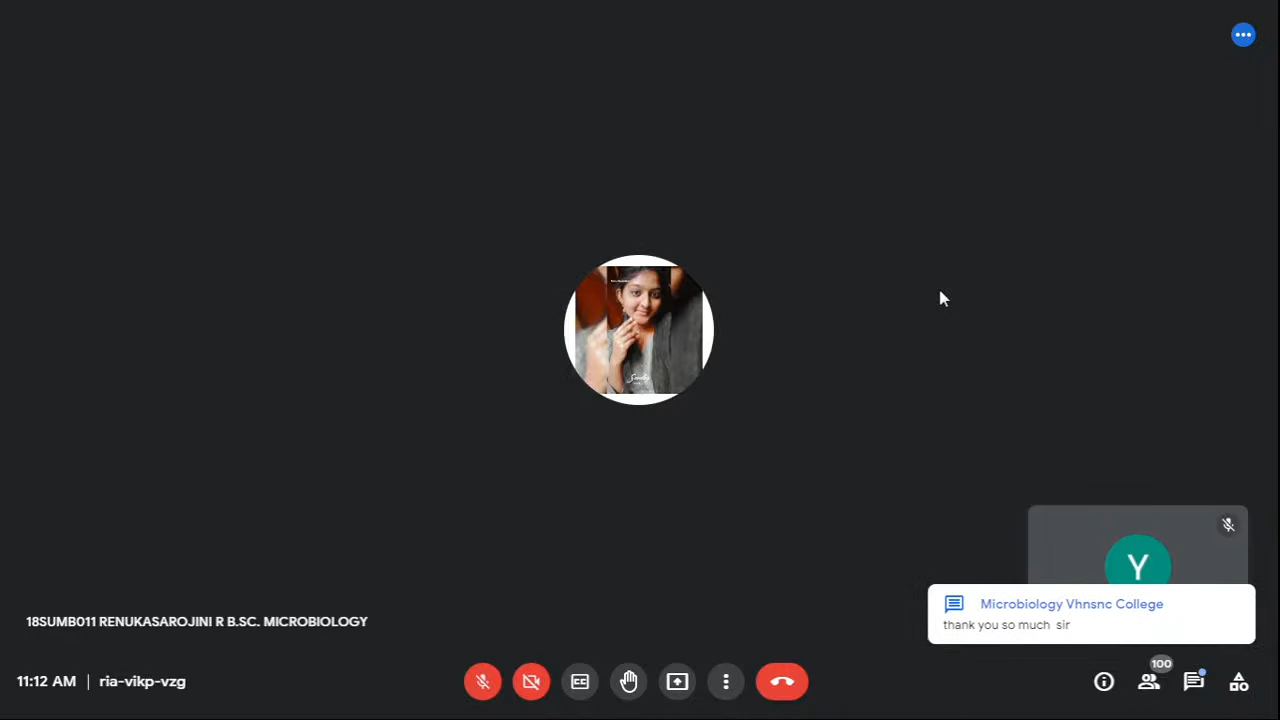 Y
Microbiology Vhnsnc College
thank you so much sir
18SUMB011 RENUKASAROJINI R B.SC. MICROBIOLOGY
100
11:12 AM | ria-vikp-vzg
CC